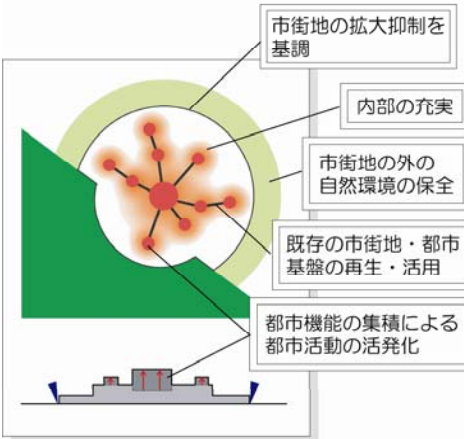 市街地の拡大抑制を
基調
内部の充実
市街地の外の
自然環境の保全
既存の市街地・都市
基盤の再生・活用
都市機能の集積による
都市活動の活発化